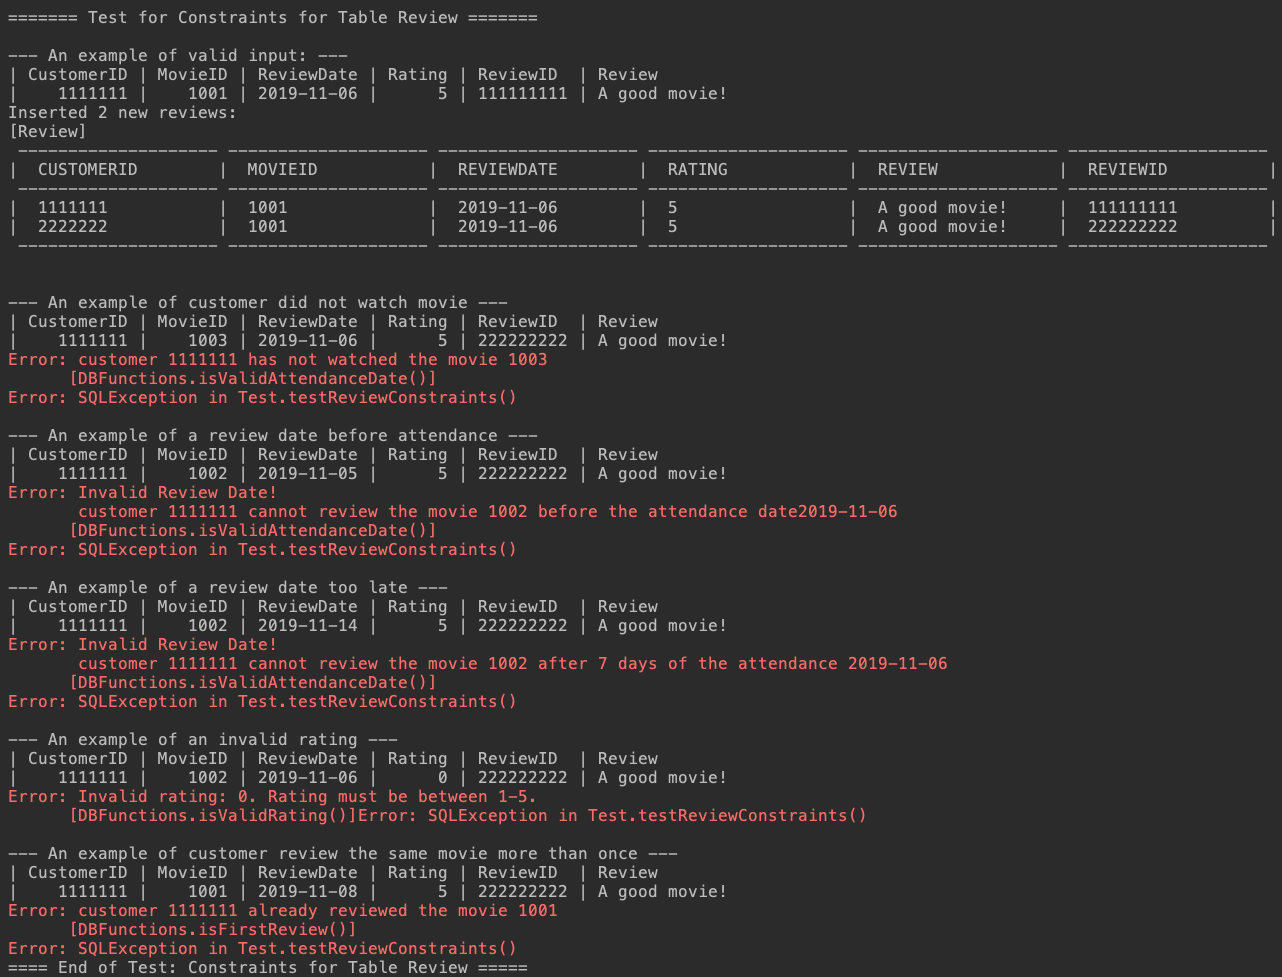 ======= Test for Constraints for Table Review =======
--- An example of valid input: ---
| CustomerID | MovieID | ReviewDate | Rating | ReviewID  | Review
|    1111111 |    1001 | 2019-11-06 |      5 | 111111111 | A good movie!
Inserted 2 new reviews:
[Review]
 -------------------- -------------------- -------------------- -------------------- -------------------- --------------------
|  CUSTOMERID        |  MOVIEID           |  REVIEWDATE        |  RATING            |  REVIEW            |  REVIEWID          |
 -------------------- -------------------- -------------------- -------------------- -------------------- --------------------
|  1111111           |  1001              |  2019-11-06        |  5                 |  A good movie!     |  111111111         |
|  2222222           |  1001              |  2019-11-06        |  5                 |  A good movie!     |  222222222         |
 -------------------- -------------------- -------------------- -------------------- -------------------- --------------------
--- An example of customer did not watch movie ---
| CustomerID | MovieID | ReviewDate | Rating | ReviewID  | Review
|    1111111 |    1003 | 2019-11-06 |      5 | 222222222 | A good movie!
Error: customer 1111111 has not watched the movie 1003
      [DBFunctions.isValidAttendanceDate()]
Error: SQLException in Test.testReviewConstraints()
--- An example of a review date before attendance ---
| CustomerID | MovieID | ReviewDate | Rating | ReviewID  | Review
|    1111111 |    1002 | 2019-11-05 |      5 | 222222222 | A good movie!
Error: Invalid Review Date!
       customer 1111111 cannot review the movie 1002 before the attendance date2019-11-06
      [DBFunctions.isValidAttendanceDate()]
Error: SQLException in Test.testReviewConstraints()
--- An example of a review date too late ---
| CustomerID | MovieID | ReviewDate | Rating | ReviewID  | Review
|    1111111 |    1002 | 2019-11-14 |      5 | 222222222 | A good movie!
Error: Invalid Review Date!
       customer 1111111 cannot review the movie 1002 after 7 days of the attendance 2019-11-06
      [DBFunctions.isValidAttendanceDate()]
Error: SQLException in Test.testReviewConstraints()
--- An example of an invalid rating ---
| CustomerID | MovieID | ReviewDate | Rating | ReviewID  | Review
|    1111111 |    1002 | 2019-11-06 |      0 | 222222222 | A good movie!
Error: Invalid rating: 0. Rating must be between 1-5.
      [DBFunctions.isValidRating()]Error: SQLException in Test.testReviewConstraints()
--- An example of customer review the same movie more than once ---
| CustomerID | MovieID | ReviewDate | Rating | ReviewID  | Review
|    1111111 |    1001 | 2019-11-08 |      5 | 222222222 | A good movie!
Error: customer 1111111 already reviewed the movie 1001
      [DBFunctions.isFirstReview()]
Error: SQLException in Test.testReviewConstraints()
==== End of Test: Constraints for Table Review =====